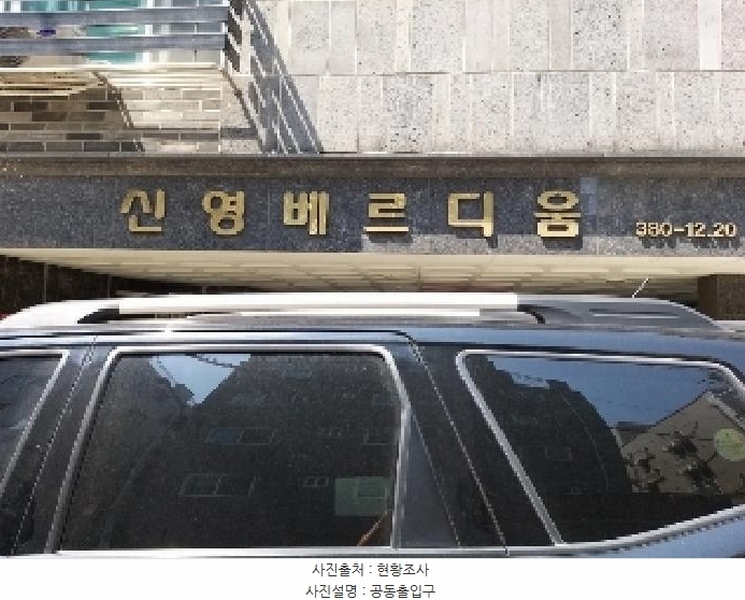 신영베르디움
380-12.20
사진출처 : 현황조사
사진설명 : 공동출입구